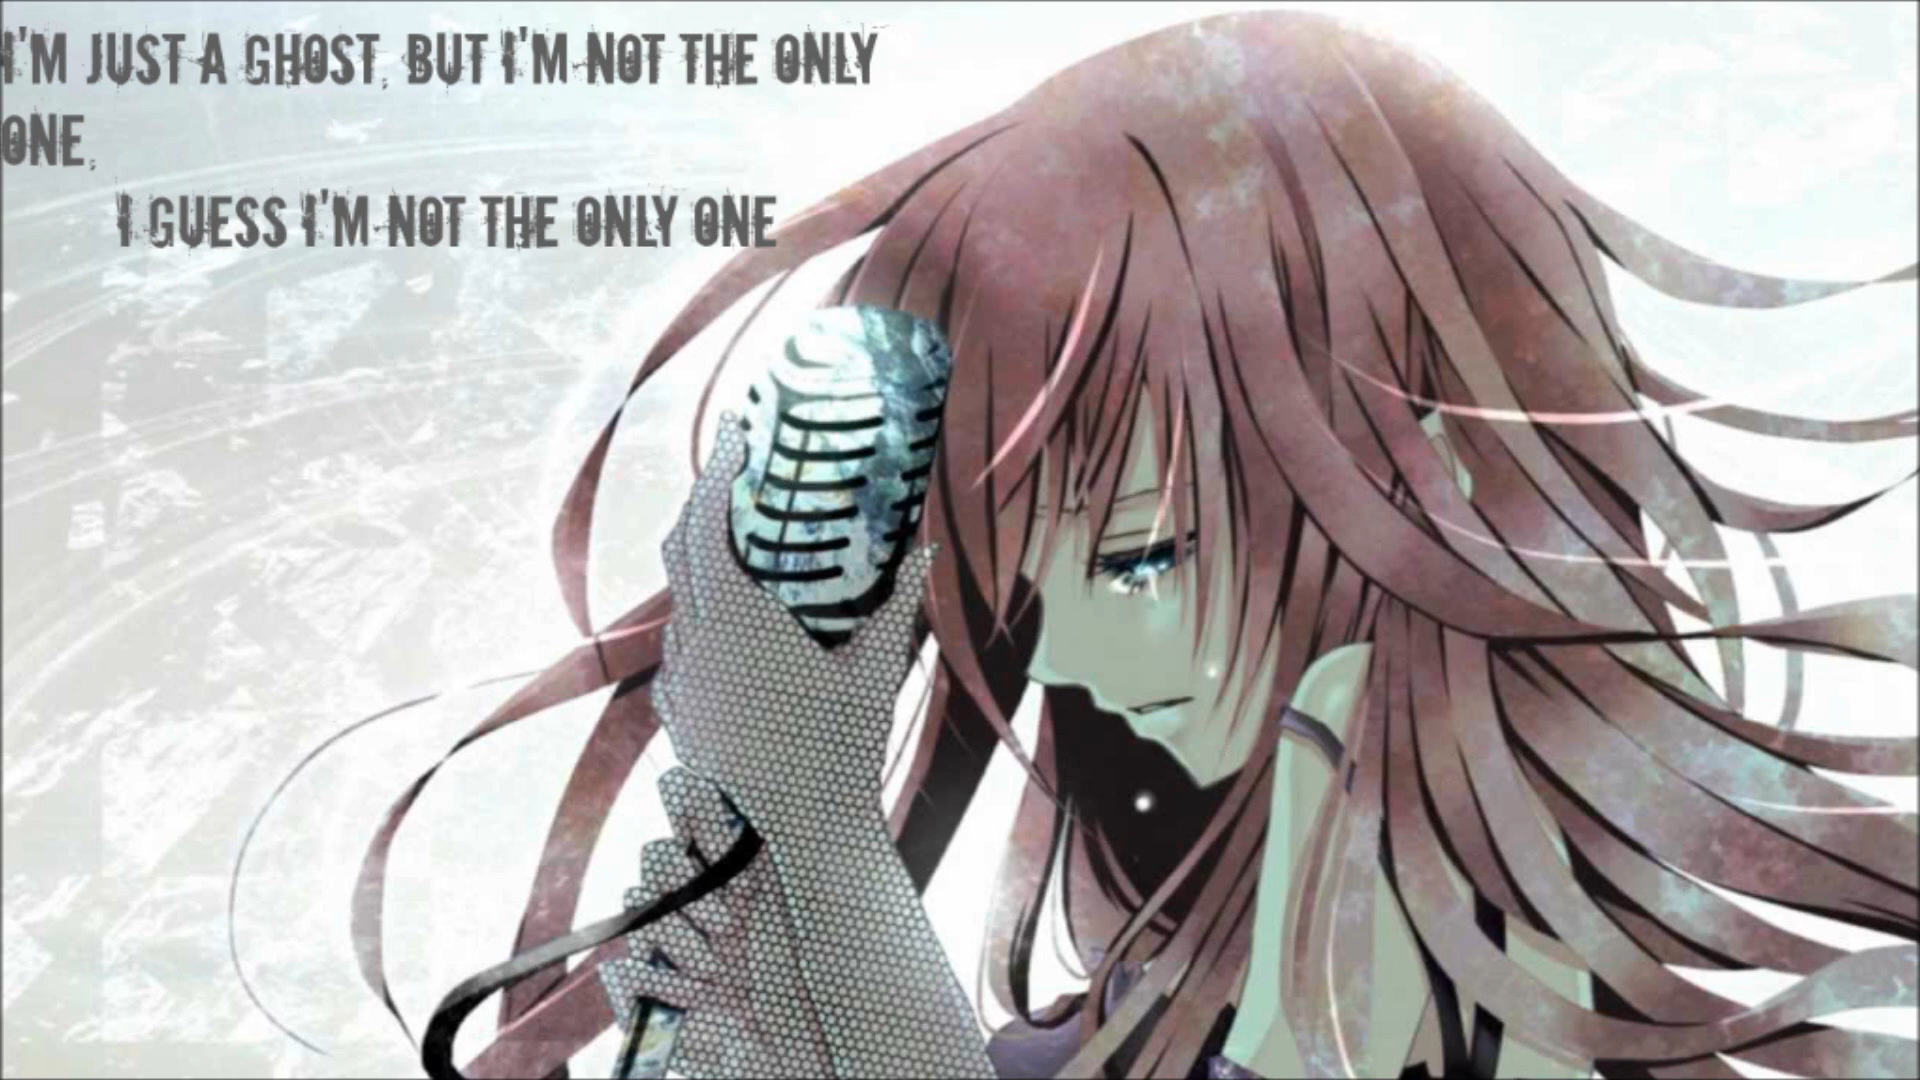 I'M JUST A GHOST, BUT I'M NOT THE ONLY
ONE,
I GUESS I'M NOT THE ONLY ONE